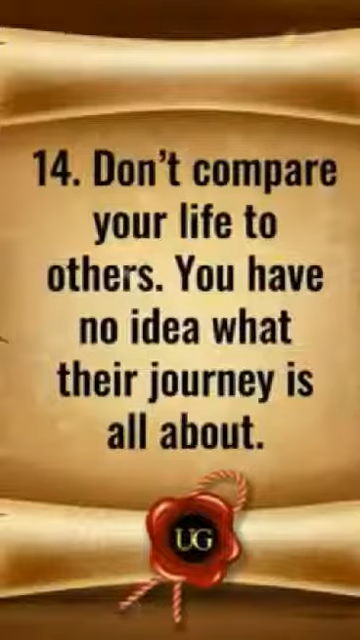 14. Don't compare
your life to
others. You have
no idea what
their journey is
all about.
UG